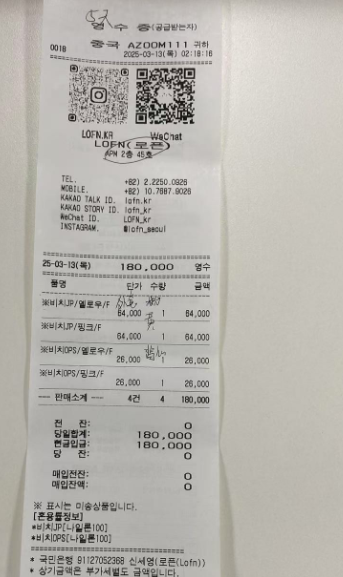 영 수 증(공급받는자)
0018 중국 AZOOM111 귀하
2025-03-13(목) 02:18:16
LOFN.KR WeChat
LOFN(로픈)
APM 2층 45호
TEL. +82) 2.2250.0926
MOBILE. +82) 10.7687.8026
KAKAO TALK ID. lofn_kr
KAKAO STORY ID. lofn_kr
WeChat ID. LOFN_kr
INSTAGRAM. @lofn_seoul
25-03-13(목) 180,000 영수
품명 단가 수량 금액
※비치JP/옐로우/F
64,000 1 64,000
※비치JP/핑크/F
64,000 1 64,000
※비치OPS/옐로우/F
26,000 1 26,000
※비치OPS/핑크/F
26,000 1 26,000
--- 판매소계 --- 4건 4 180,000
전 잔: 0
당일합계: 180,000
현금입금: 180,000
당 잔: 0
매입전잔: 0
매입잔액: 0
※ 표시는 미송상품입니다.
[혼용률정보]
*비치JP[나일론100]
*비치OPS[나일론100]
* 국민은행 91127052368 신세영(로픈(Lofn))
* 상기금액은 부가세별도 금액입니다.